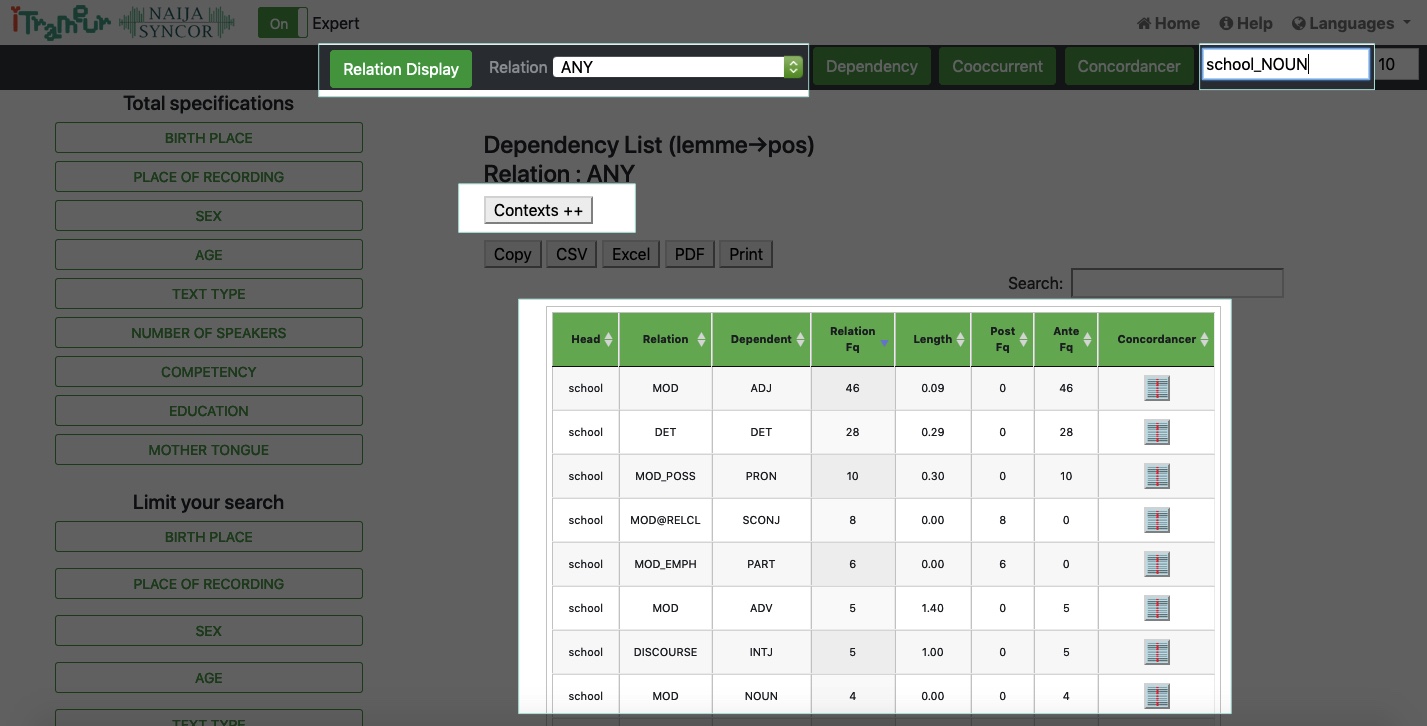 iTrameur NAIJA SYNCOR On Expert Home Help Languages
Relation Display Relation ANY Dependency Cooccurrent Concordancer school_NOUN 10
Total specifications
BIRTH PLACE
PLACE OF RECORDING
SEX
AGE
TEXT TYPE
NUMBER OF SPEAKERS
COMPETENCY
EDUCATION
MOTHER TONGUE
Limit your search
BIRTH PLACE
PLACE OF RECORDING
SEX
AGE
TEXT TYPE
Dependency List (lemme→pos)
Relation : ANY
Contexts ++
Copy CSV Excel PDF Print
Search:
Head Relation Dependent Relation Fq Length Post Fq Ante Fq Concordancer
school MOD ADJ 46 0.09 0 46
school DET DET 28 0.29 0 28
school MOD_POSS PRON 10 0.30 0 10
school MOD@RELCL SCONJ 8 0.00 8 0
school MOD_EMPH PART 6 0.00 6 0
school MOD ADV 5 1.40 0 5
school DISCOURSE INTJ 5 1.00 0 5
school MOD NOUN 4 0.00 0 4